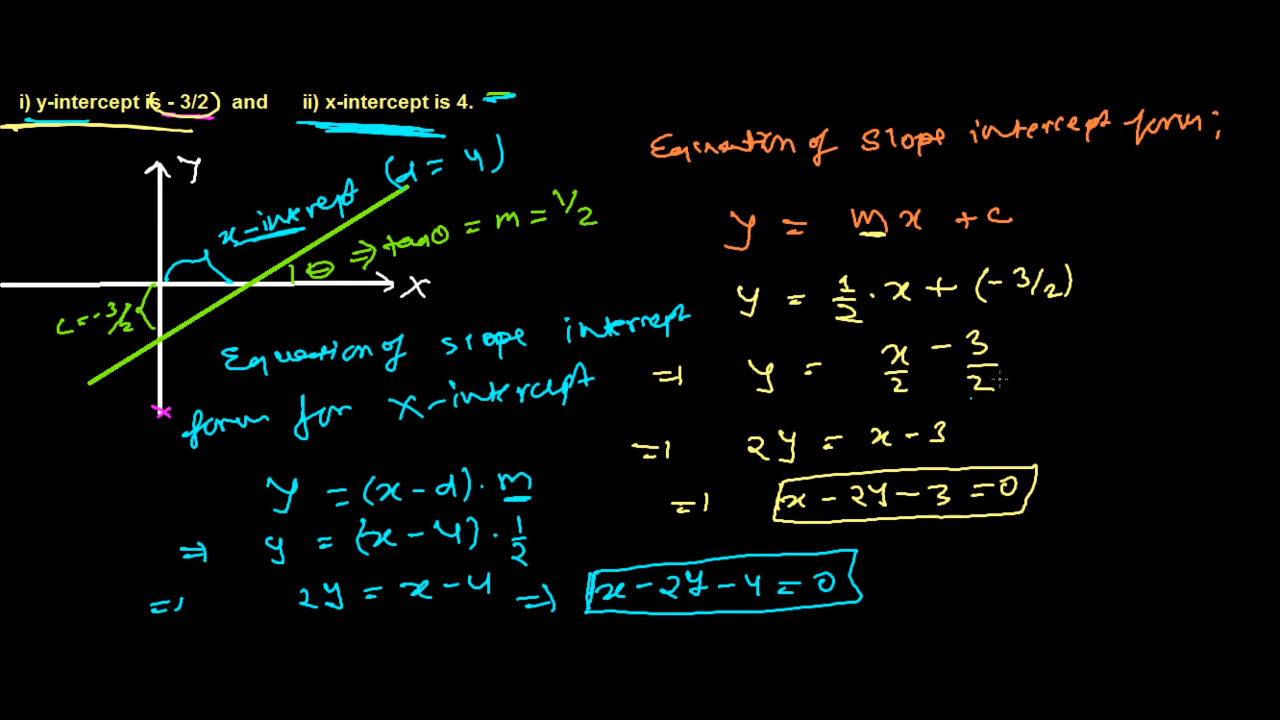 i) y-intercept is - 3/2) and ii) x-intercept is 4.
Y
x-intercept (d = 4)
θ ⇒ tanθ = m = 1/2
X
c = -3/2
Equation of slope intercept
form for X-intercept
y = (x-d).m
⇒ y = (x-4).1/2
⇒ 2y = x-4 ⇒ x-2y-4 = 0
Equation of slope intercept form;
y = mx + c
y = 1/2 . x + (-3/2)
⇒ y = x/2 - 3/2
⇒ 2y = x - 3
⇒ x - 2y - 3 = 0